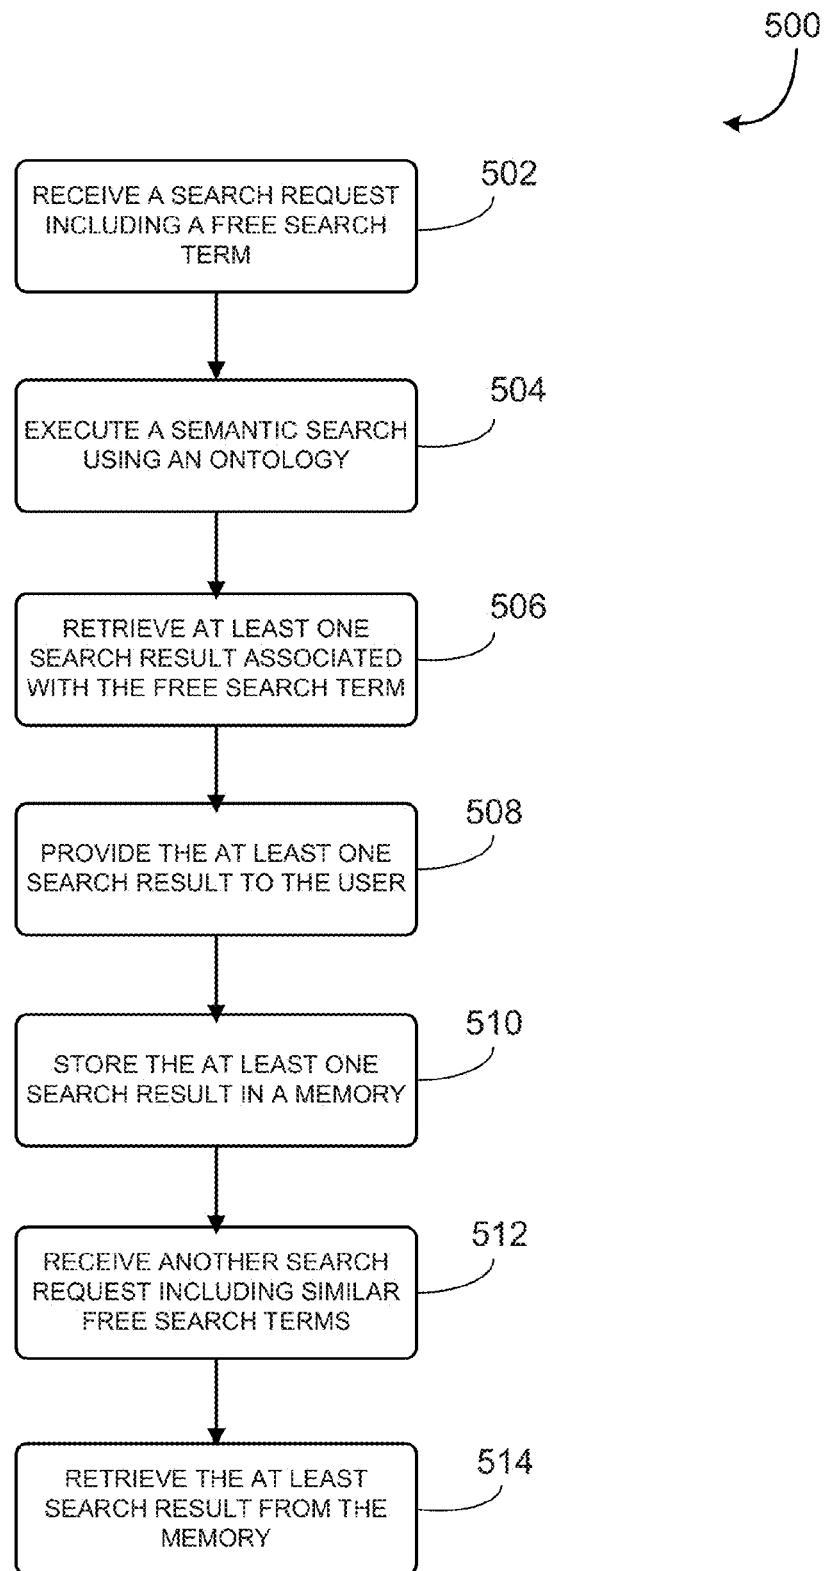 500
502
RECEIVE A SEARCH REQUEST
INCLUDING A FREE SEARCH
TERM
504
EXECUTE A SEMANTIC SEARCH
USING AN ONTOLOGY
506
RETRIEVE AT LEAST ONE
SEARCH RESULT ASSOCIATED
WITH THE FREE SEARCH TERM
508
PROVIDE THE AT LEAST ONE
SEARCH RESULT TO THE USER
510
STORE THE AT LEAST ONE
SEARCH RESULT IN A MEMORY
512
RECEIVE ANOTHER SEARCH
REQUEST INCLUDING SIMILAR
FREE SEARCH TERMS
514
RETRIEVE THE AT LEAST
SEARCH RESULT FROM THE
MEMORY